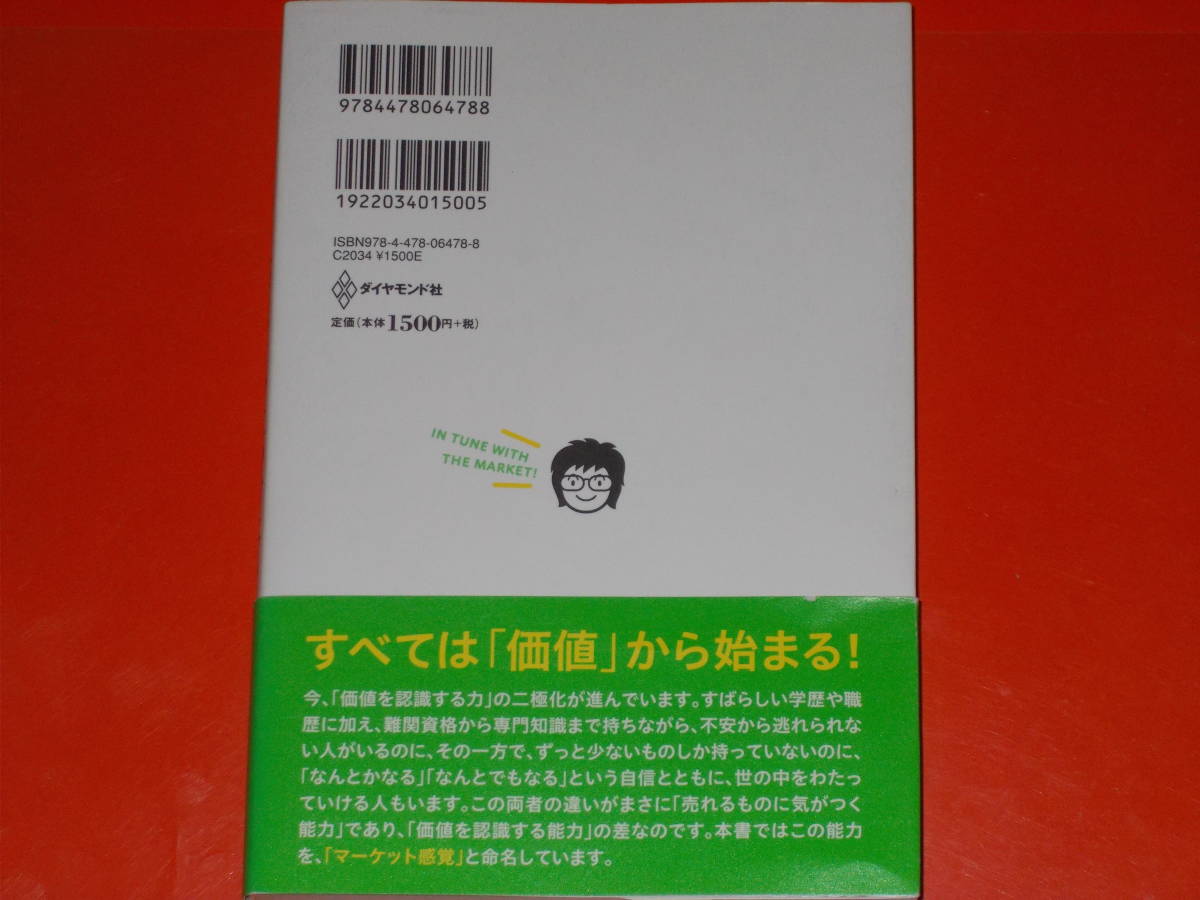 9784478064788
1922034015005
ISBN978-4-478-06478-8
C2034 ¥1500E
ダイヤモンド社
定価(本体1500円+税)
IN TUNE WITH
THE MARKET!
すべては「価値」から始まる!
今、「価値を認識する力」の二極化が進んでいます。すばらしい学歴や職
歴に加え、難関資格から専門知識まで持ちながら、不安から逃れられな
い人がいるのに、その一方で、ずっと少ないものしか持っていないのに、
「なんとかなる」「なんとでもなる」という自信とともに、世の中をわたっ
ていける人もいます。この両者の違いがまさに「売れるものに気がつく
能力」であり、「価値を認識する能力」の差なのです。本書ではこの能力
を、「マーケット感覚」と命名しています。